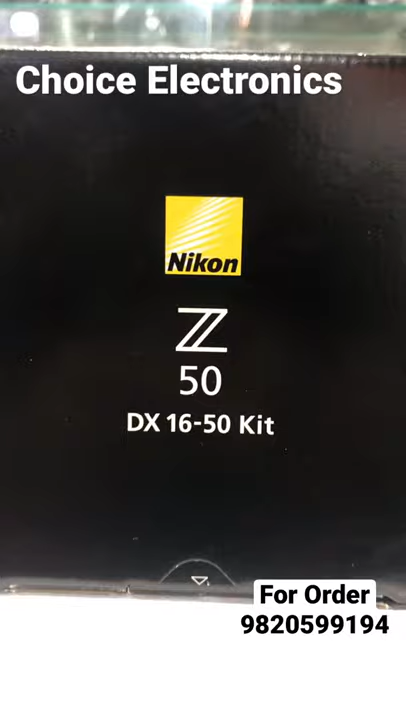 Choice Electronics
Nikon
Z
50
DX 16-50 Kit
For Order
9820599194